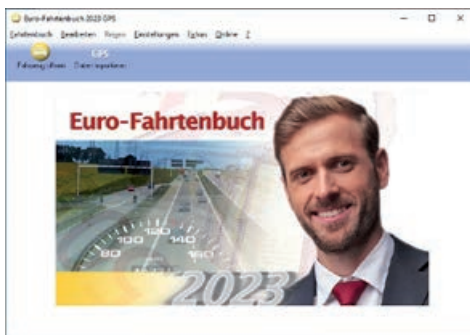 Euro-Fahrtenbuch 2023 GPS
Fahrtenbuch Bearbeiten Reisen Einstellungen Extras Online ?
GPS
Fahrzeug öffnen Daten importieren
Euro-Fahrtenbuch
80 100 120 140 160
2023